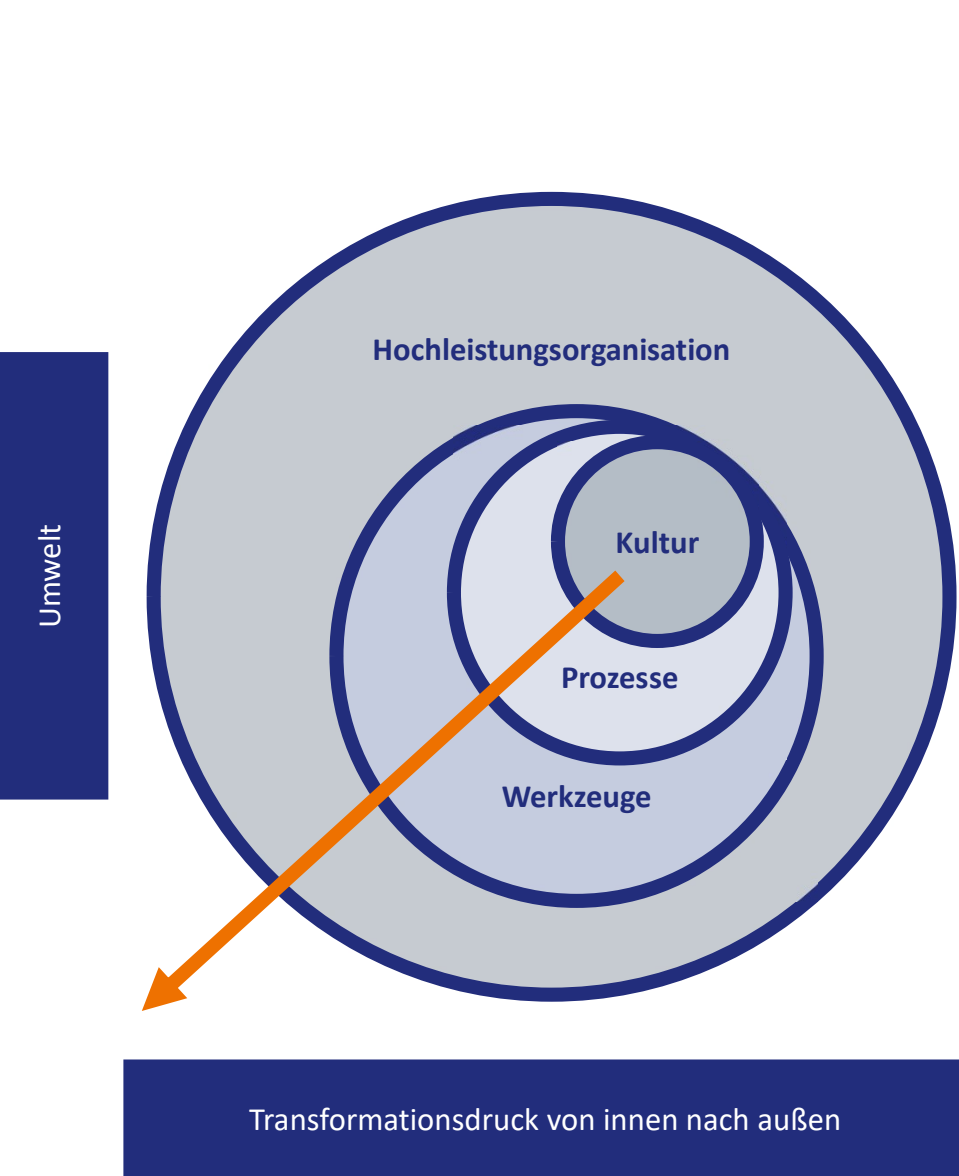 Hochleistungsorganisation
Umwelt
Kultur
Prozesse
Werkzeuge
Transformationsdruck von innen nach außen